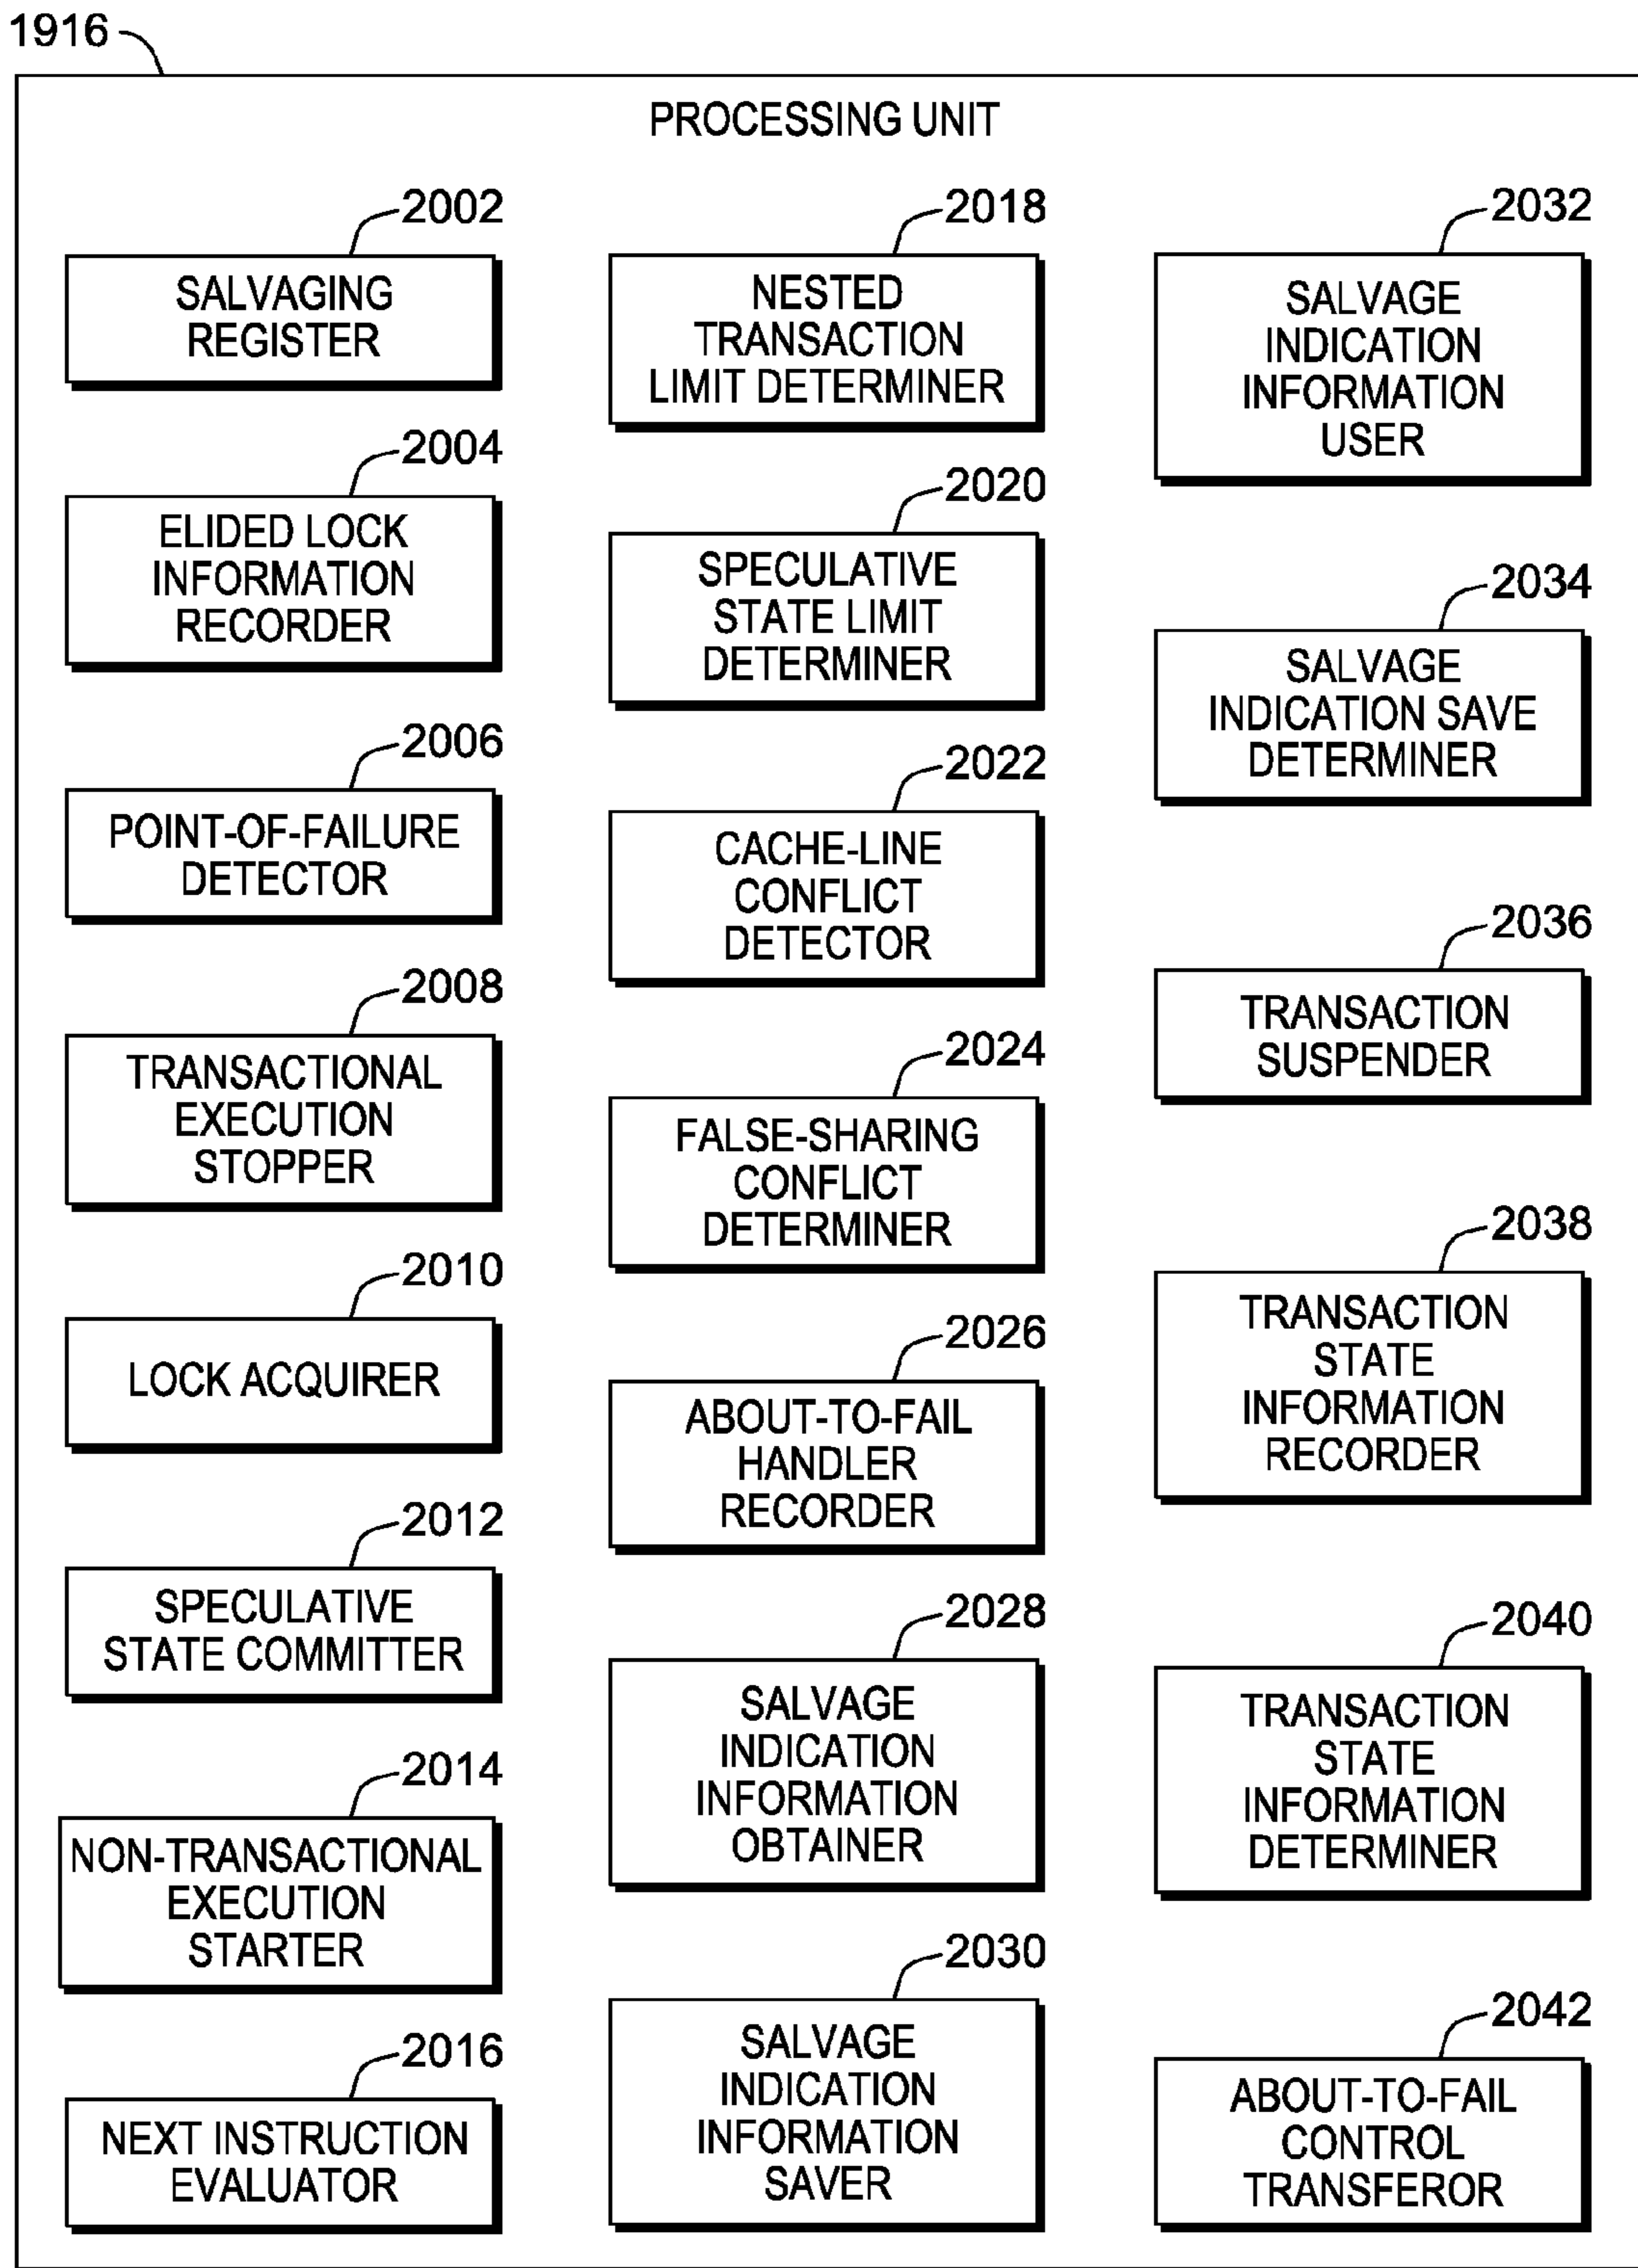 1916
PROCESSING UNIT
2002
SALVAGING
REGISTER
2004
ELIDED LOCK
INFORMATION
RECORDER
2006
POINT-OF-FAILURE
DETECTOR
2008
TRANSACTIONAL
EXECUTION
STOPPER
2010
LOCK ACQUIRER
2012
SPECULATIVE
STATE COMMITTER
2014
NON-TRANSACTIONAL
EXECUTION
STARTER
2016
NEXT INSTRUCTION
EVALUATOR
2018
NESTED
TRANSACTION
LIMIT DETERMINER
2020
SPECULATIVE
STATE LIMIT
DETERMINER
2022
CACHE-LINE
CONFLICT
DETECTOR
2024
FALSE-SHARING
CONFLICT
DETERMINER
2026
ABOUT-TO-FAIL
HANDLER
RECORDER
2028
SALVAGE
INDICATION
INFORMATION
OBTAINER
2030
SALVAGE
INDICATION
INFORMATION
SAVER
2032
SALVAGE
INDICATION
INFORMATION
USER
2034
SALVAGE
INDICATION SAVE
DETERMINER
2036
TRANSACTION
SUSPENDER
2038
TRANSACTION
STATE
INFORMATION
RECORDER
2040
TRANSACTION
STATE
INFORMATION
DETERMINER
2042
ABOUT-TO-FAIL
CONTROL
TRANSFEROR